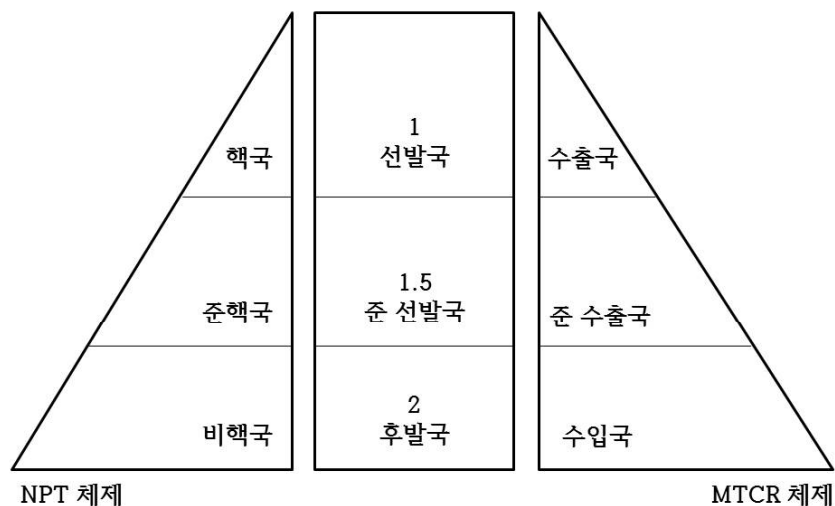 1
핵국 선발국 수출국
1.5
준핵국 준 선발국 준 수출국
2
비핵국 후발국 수입국
NPT 체제 MTCR 체제